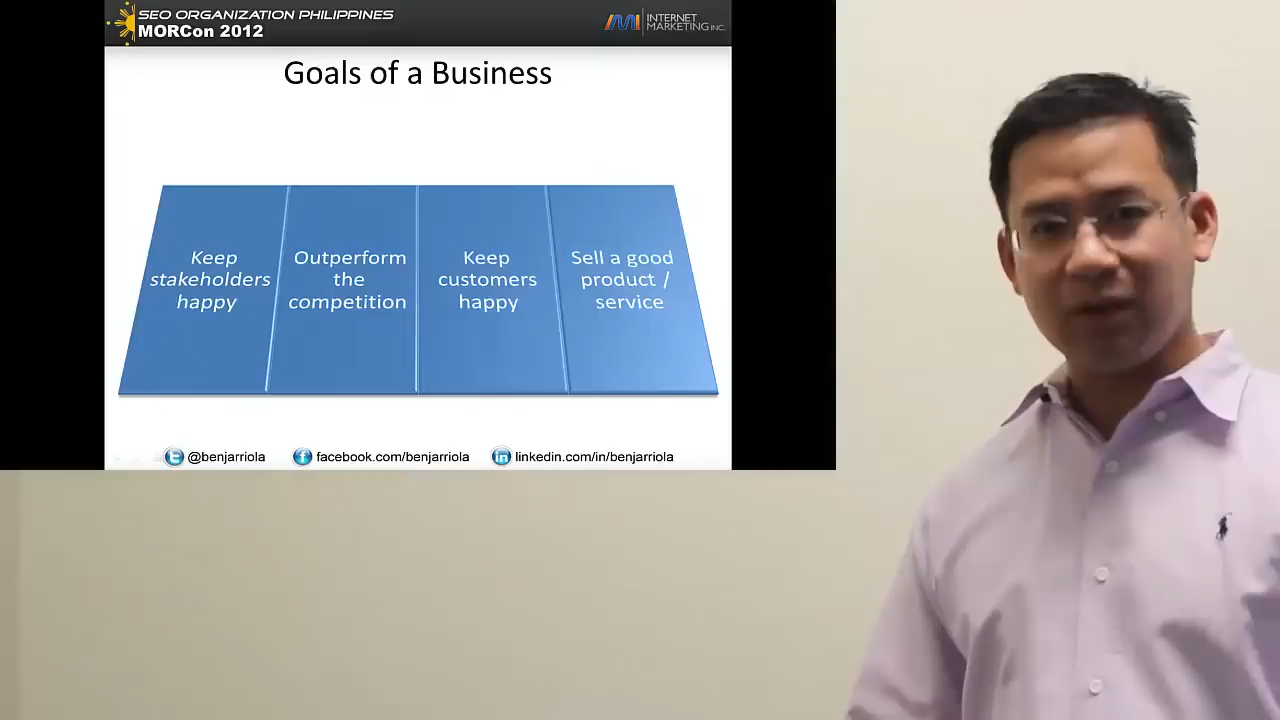 SEO ORGANIZATION PHILIPPINES
MORCon 2012
INTERNET
MARKETING INC.
Goals of a Business
Keep
stakeholders
happy
Outperform
the
competition
Keep
customers
happy
Sell a good
product /
service
@benjarriola
facebook.com/benjarriola
linkedin.com/in/benjarriola